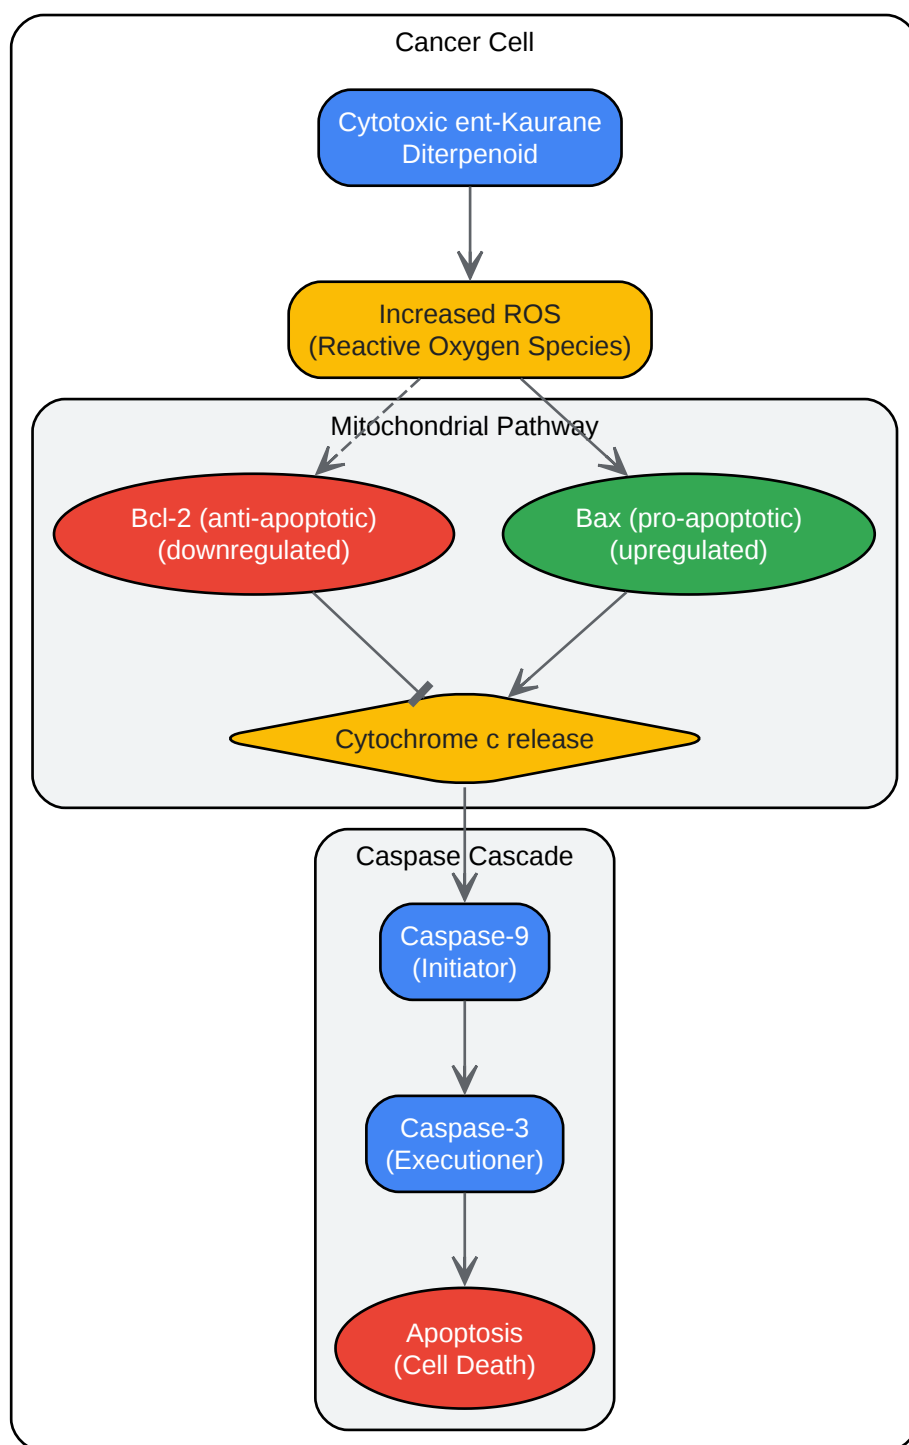 Cancer Cell
Cytotoxic ent-Kaurane
Diterpenoid
Increased ROS
(Reactive Oxygen Species)
Mitochondrial Pathway
Bcl-2 (anti-apoptotic)
(downregulated)
Bax (pro-apoptotic)
(upregulated)
Cytochrome c release
Caspase Cascade
Caspase-9
(Initiator)
Caspase-3
(Executioner)
Apoptosis
(Cell Death)